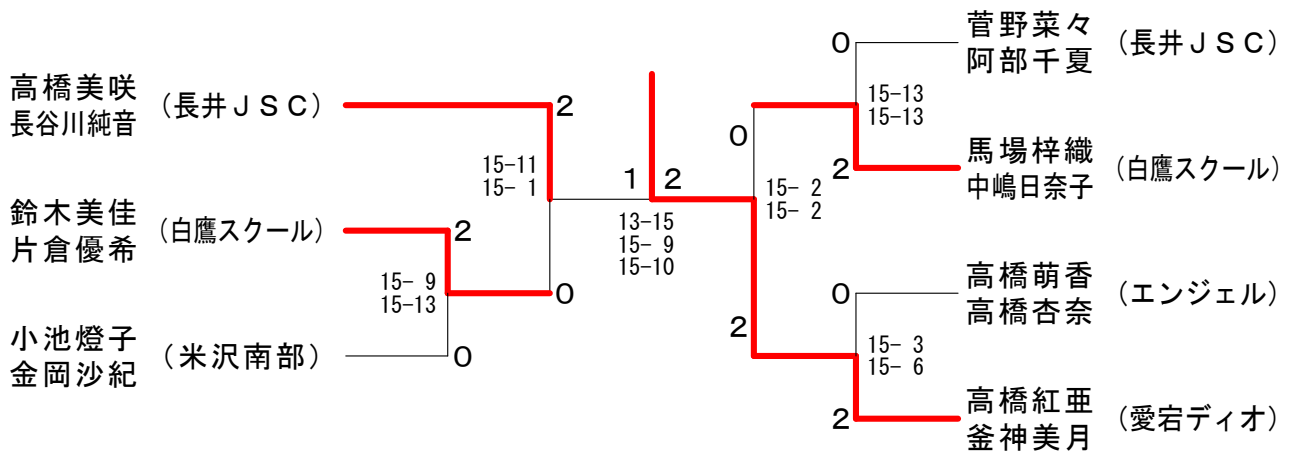 高橋美咲
長谷川純音
(長井ＪＳＣ)
2
鈴木美佳
片倉優希
(白鷹スクール)
2
15- 9
15-13
小池燈子
金岡沙紀
(米沢南部)
0
15-11
15- 1
0
1
2
13-15
15- 9
15-10
菅野菜々
阿部千夏
(長井ＪＳＣ)
0
15-13
15-13
馬場梓織
中嶋日奈子
(白鷹スクール)
2
0
15- 2
15- 2
2
高橋萌香
高橋杏奈
(エンジェル)
0
15- 3
15- 6
高橋紅亜
釜神美月
(愛宕ディオ)
2